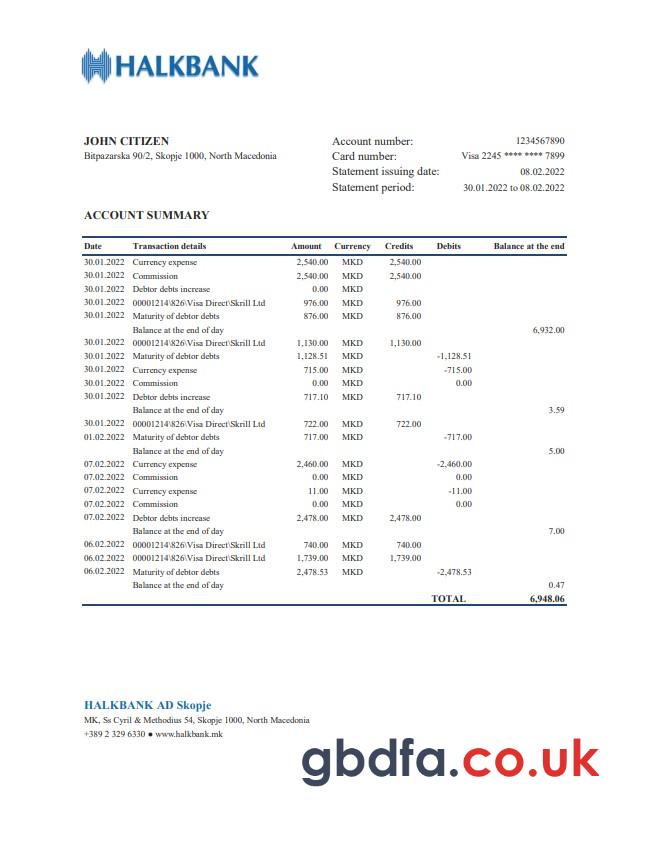 HALKBANK
JOHN CITIZEN
Bitpazarska 90/2, Skopje 1000, North Macedonia
Account number: 1234567890
Card number: Visa 2245 **** **** 7899
Statement issuing date: 08.02.2022
Statement period: 30.01.2022 to 08.02.2022
ACCOUNT SUMMARY
Date Transaction details Amount Currency Credits Debits Balance at the end
30.01.2022 Currency expense 2,540.00 MKD 2,540.00
30.01.2022 Commission 2,540.00 MKD 2,540.00
30.01.2022 Debtor debts increase 0.00 MKD
30.01.2022 00001214\826\Visa Direct\Skrill Ltd 976.00 MKD 976.00
30.01.2022 Maturity of debtor debts 876.00 MKD 876.00
Balance at the end of day 6,932.00
30.01.2022 00001214\826\Visa Direct\Skrill Ltd 1,130.00 MKD 1,130.00
30.01.2022 Maturity of debtor debts 1,128.51 MKD -1,128.51
30.01.2022 Currency expense 715.00 MKD -715.00
30.01.2022 Commission 0.00 MKD 0.00
30.01.2022 Debtor debts increase 717.10 MKD 717.10
Balance at the end of day 3.59
30.01.2022 00001214\826\Visa Direct\Skrill Ltd 722.00 MKD 722.00
01.02.2022 Maturity of debtor debts 717.00 MKD -717.00
Balance at the end of day 5.00
07.02.2022 Currency expense 2,460.00 MKD -2,460.00
07.02.2022 Commission 0.00 MKD 0.00
07.02.2022 Currency expense 11.00 MKD -11.00
07.02.2022 Commission 0.00 MKD 0.00
07.02.2022 Debtor debts increase 2,478.00 MKD 2,478.00
Balance at the end of day 7.00
06.02.2022 00001214\826\Visa Direct\Skrill Ltd 740.00 MKD 740.00
06.02.2022 00001214\826\Visa Direct\Skrill Ltd 1,739.00 MKD 1,739.00
06.02.2022 Maturity of debtor debts 2,478.53 MKD -2,478.53
Balance at the end of day 0.47
TOTAL 6,948.06
HALKBANK AD Skopje
MK, Ss Cyril & Methodius 54, Skopje 1000, North Macedonia
+389 2 329 6330 ● www.halkbank.mk
gbdfa.co.uk